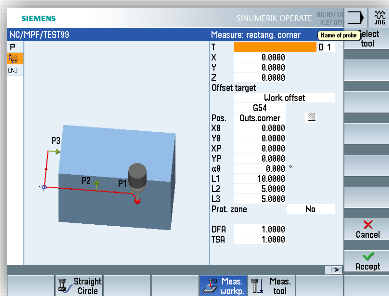 SIEMENS
SINUMERIK OPERATE
JOG
NC/MPF/TEST99
Measure: rectang. corner
Name of probe
Select tool
P
T D 1
X 0.0000
Y 0.0000
Z 0.0000
Offset target
Work offset
G54
Pos. Outs.corner
X0 0.0000
Y0 0.0000
XP 0.0000
YP 0.0000
α0 0.000 °
L1 10.0000
L2 5.0000
L3 5.0000
Prot. zone No
DFA 1.0000
TSA 1.0000
P3
P2
P1
Cancel
Accept
Straight Circle
Meas. workp.
Meas. tool